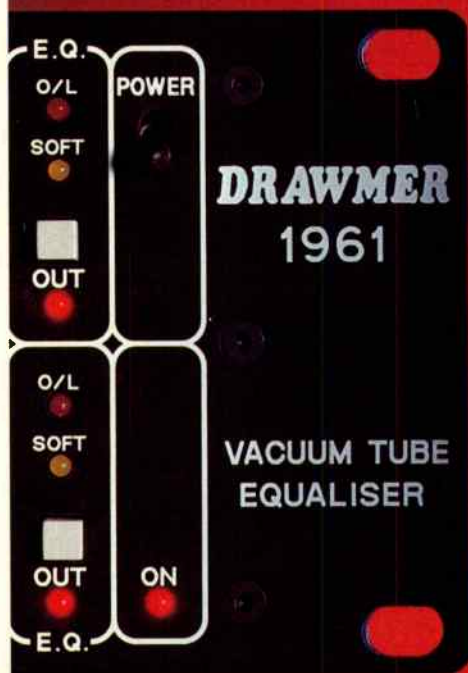 E.Q.
O/L
POWER
SOFT
OUT
DRAWMER
1961
O/L
SOFT
OUT
ON
E.Q.
VACUUM TUBE
EQUALISER